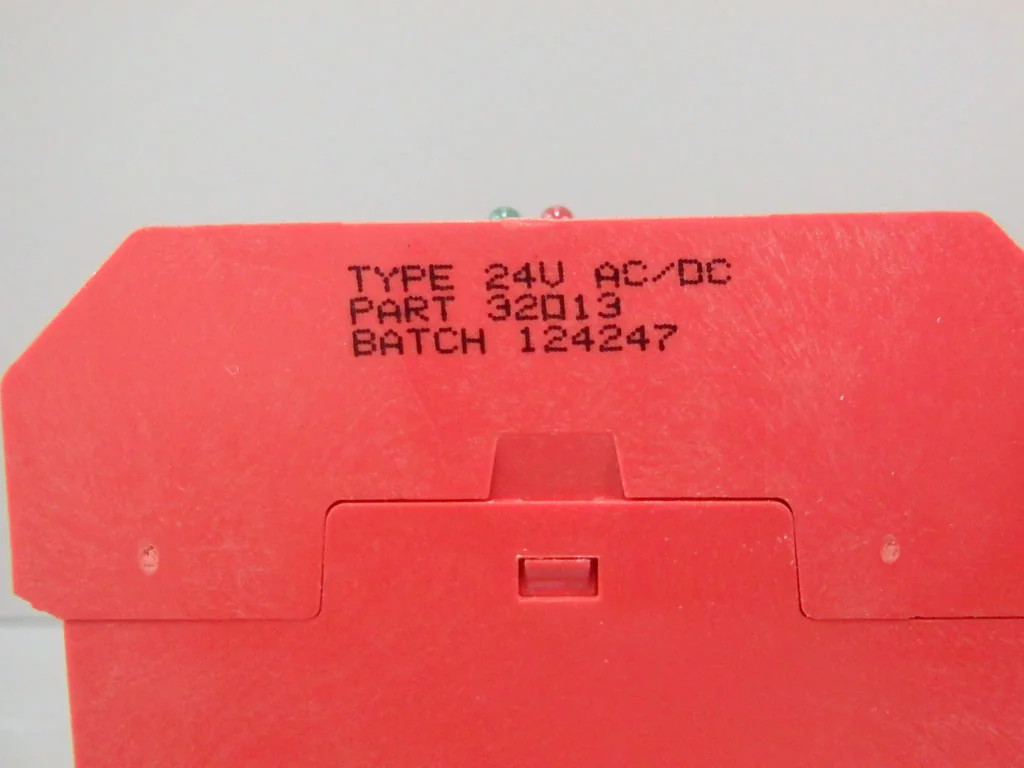 TYPE 24V AC/DC
PART 32013
BATCH 124247